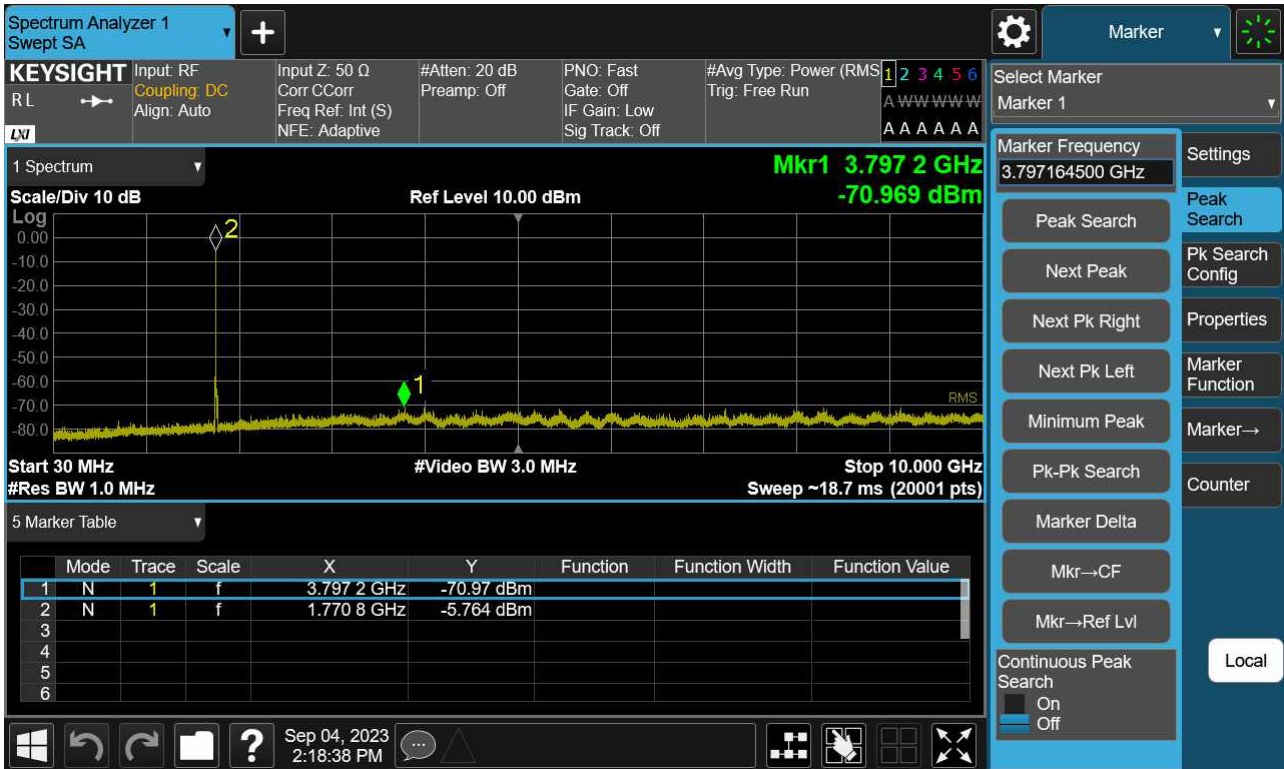 Spectrum Analyzer 1
Swept SA
+
Marker
KEYSIGHT Input: RF Input Z: 50 Ω #Atten: 20 dB PNO: Fast #Avg Type: Power (RMS 1 2 3 4 5 6
R L Coupling: DC Corr CCorr Preamp: Off Gate: Off Trig: Free Run A W W W W W
Align: Auto Freq Ref: Int (S) IF Gain: Low
LXI NFE: Adaptive Sig Track: Off A A A A A A
Select Marker
Marker 1
1 Spectrum
Mkr1 3.797 2 GHz
Scale/Div 10 dB Ref Level 10.00 dBm -70.969 dBm
Log
0.00
-10.0
-20.0
-30.0
-40.0
-50.0
-60.0
-70.0
-80.0
2
1
RMS
Start 30 MHz #Video BW 3.0 MHz Stop 10.000 GHz
#Res BW 1.0 MHz Sweep ~18.7 ms (20001 pts)
5 Marker Table
Mode Trace Scale X Y Function Function Width Function Value
1 N 1 f 3.797 2 GHz -70.97 dBm
2 N 1 f 1.770 8 GHz -5.764 dBm
3
4
5
6
Marker Frequency
3.797164500 GHz
Peak Search
Next Peak
Next Pk Right
Next Pk Left
Minimum Peak
Pk-Pk Search
Marker Delta
Mkr→CF
Mkr→Ref Lvl
Continuous Peak
Search
On
Off
Settings
Peak
Search
Pk Search
Config
Properties
Marker
Function
Marker→
Counter
Local
?
Sep 04, 2023
2:18:38 PM